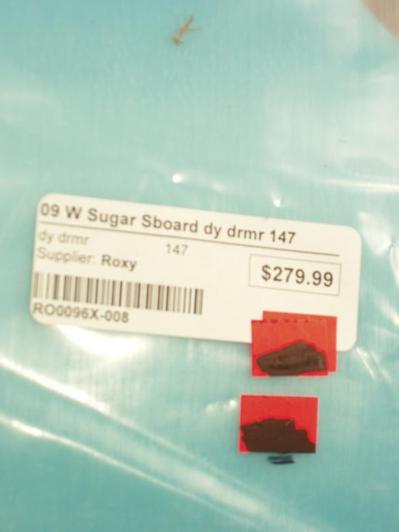 09 W Sugar Sboard dy drmr 147
dy drmr 147
Supplier: Roxy
$279.99
RO0096X-008